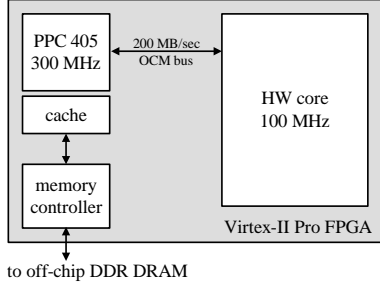 PPC 405
300 MHz
200 MB/sec
OCM bus
HW core
100 MHz
cache
memory
controller
Virtex-II Pro FPGA
to off-chip DDR DRAM